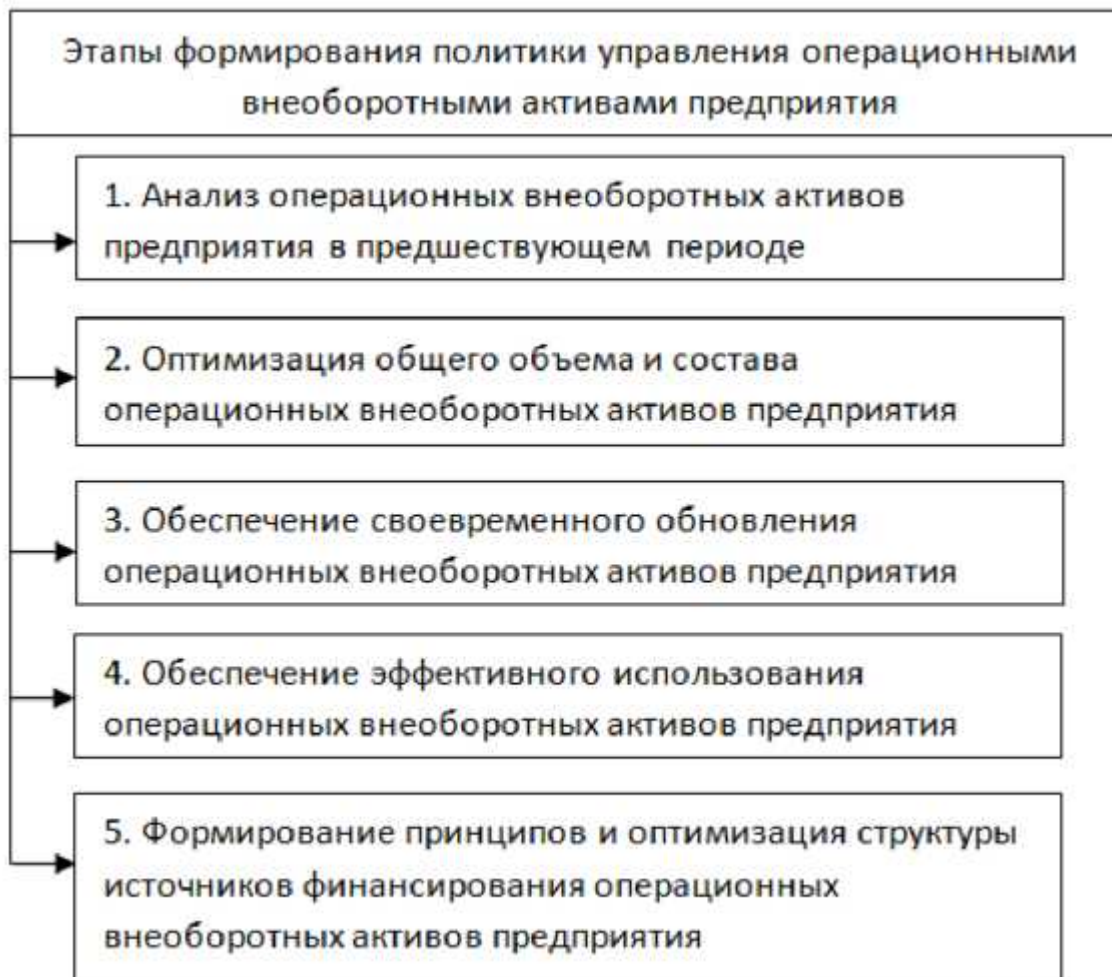 Этапы формирования политики управления операционными
внеоборотными активами предприятия
1. Анализ операционных внеоборотных активов
предприятия в предшествующем периоде
2. Оптимизация общего объема и состава
операционных внеоборотных активов предприятия
3. Обеспечение своевременного обновления
операционных внеоборотных активов предприятия
4. Обеспечение эффективного использования
операционных внеоборотных активов предприятия
5. Формирование принципов и оптимизация структуры
источников финансирования операционных
внеоборотных активов предприятия